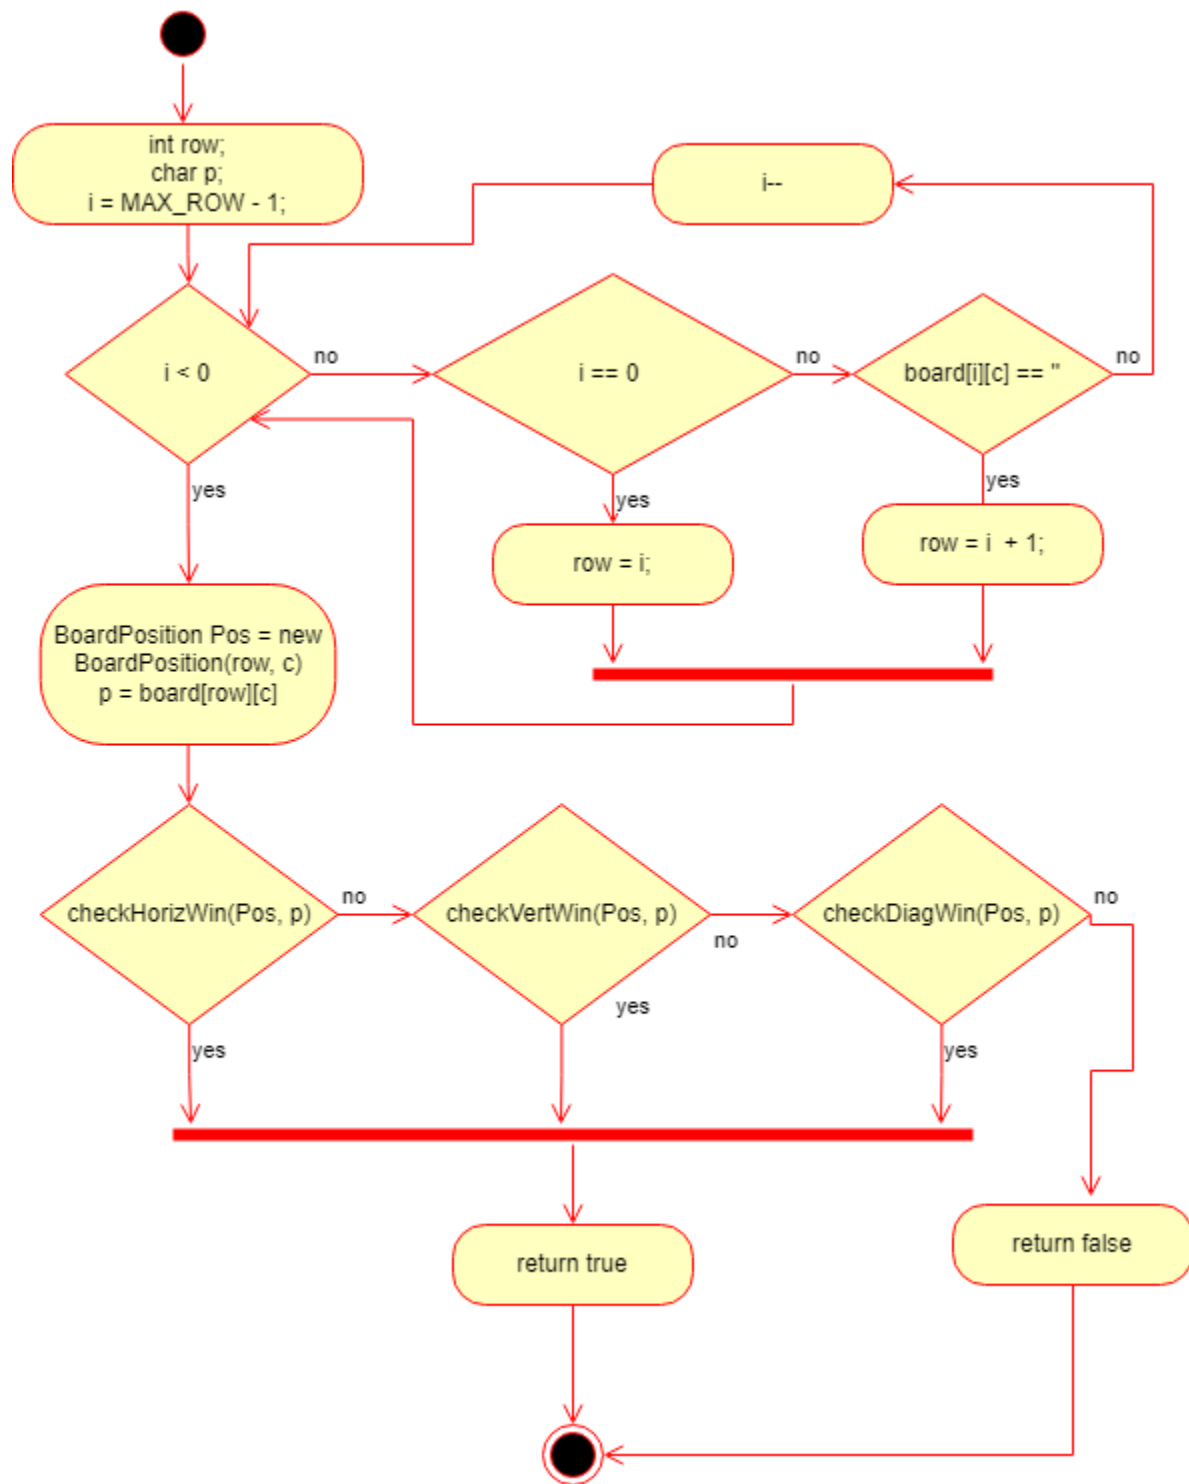 int row;
char p;
i = MAX_ROW - 1;
i--
i < 0
no
i == 0
no
board[i][c] == "
no
yes
yes
yes
row = i;
row = i  + 1;
BoardPosition Pos = new
BoardPosition(row, c)
p = board[row][c]
checkHorizWin(Pos, p)
no
checkVertWin(Pos, p)
no
checkDiagWin(Pos, p)
no
yes
yes
yes
return true
return false